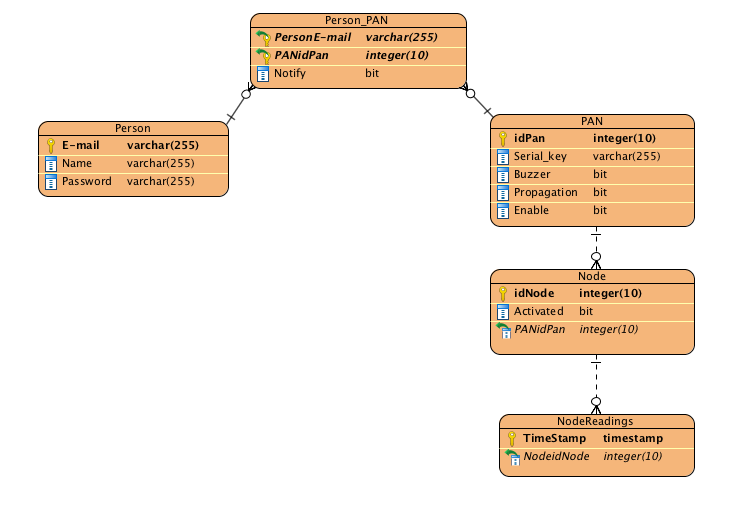 Person_PAN
PersonE-mail varchar(255)
PANidPan integer(10)
Notify bit
Person
E-mail varchar(255)
Name varchar(255)
Password varchar(255)
PAN
idPan integer(10)
Serial_key varchar(255)
Buzzer bit
Propagation bit
Enable bit
Node
idNode integer(10)
Activated bit
PANidPan integer(10)
NodeReadings
TimeStamp timestamp
NodeidNode integer(10)